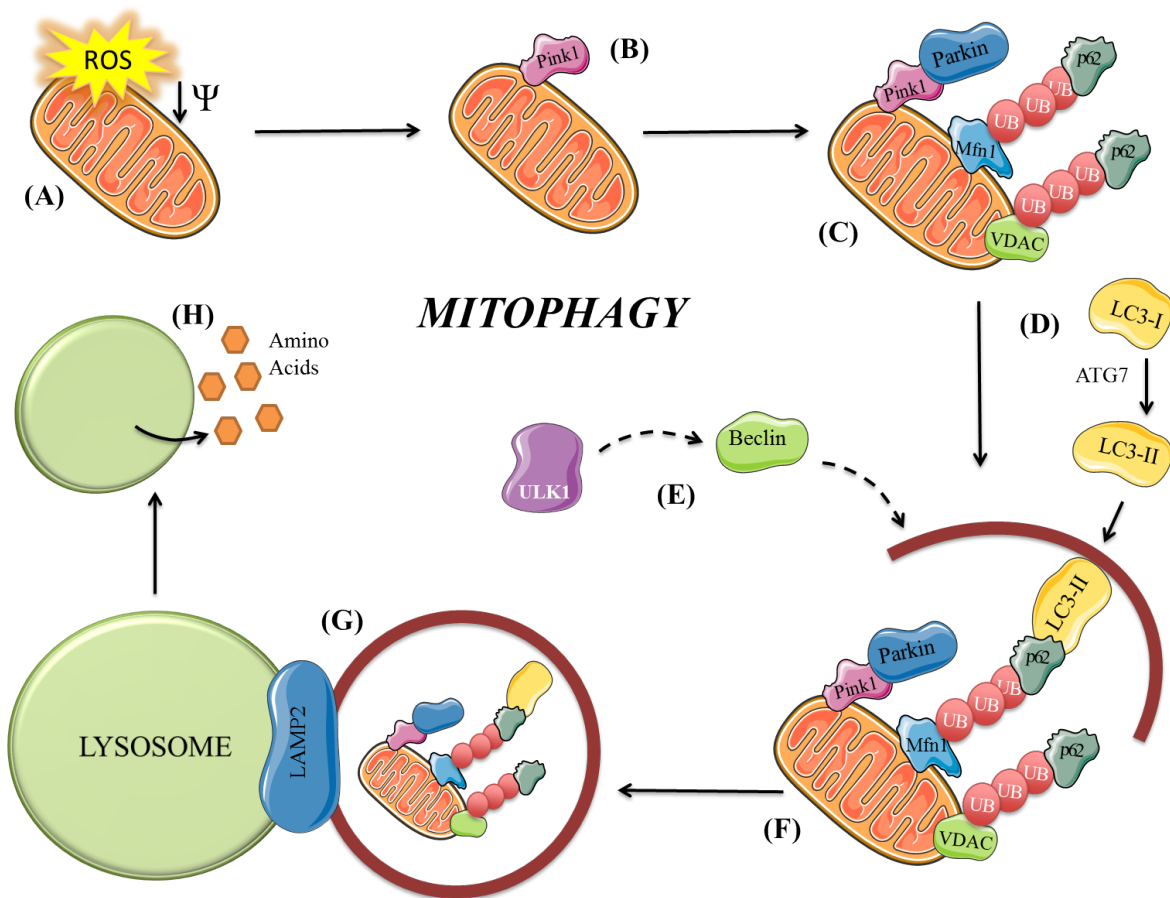 ROS
Ψ
(A)
Pink1
(B)
Pink1
Parkin
Mfn1
UB
UB
UB
p62
VDAC
UB
UB
UB
p62
(C)
MITOPHAGY
(D)
LC3-I
ATG7
LC3-II
(H)
Amino
Acids
ULK1
Beclin
(E)
LC3-II
Pink1
Parkin
Mfn1
UB
UB
UB
p62
VDAC
UB
UB
UB
p62
(F)
(G)
LAMP2
LYSOSOME